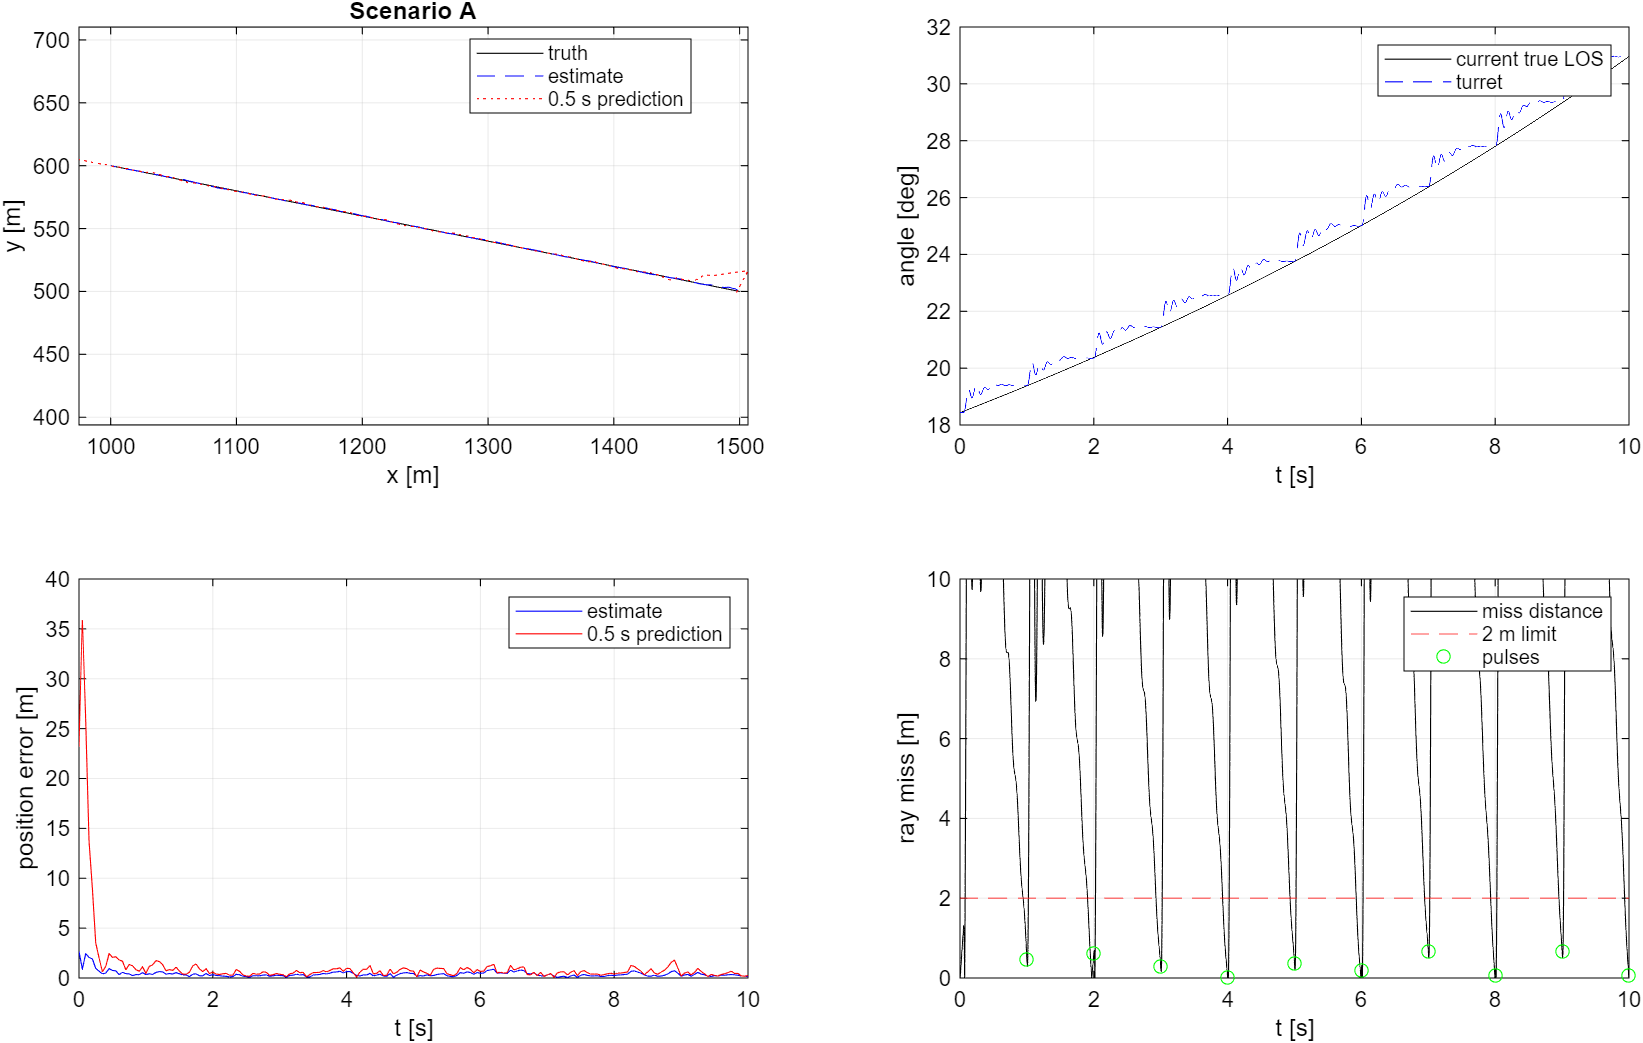 Scenario A
700
650
600
550
500
450
400
y [m]
truth
estimate
0.5 s prediction
1000
1100
1200
1300
1400
1500
x [m]
32
30
28
26
24
22
20
18
angle [deg]
current true LOS
turret
0
2
4
6
8
10
t [s]
40
35
30
25
20
15
10
5
0
position error [m]
estimate
0.5 s prediction
0
2
4
6
8
10
t [s]
10
8
6
4
2
0
ray miss [m]
miss distance
2 m limit
pulses
0
2
4
6
8
10
t [s]